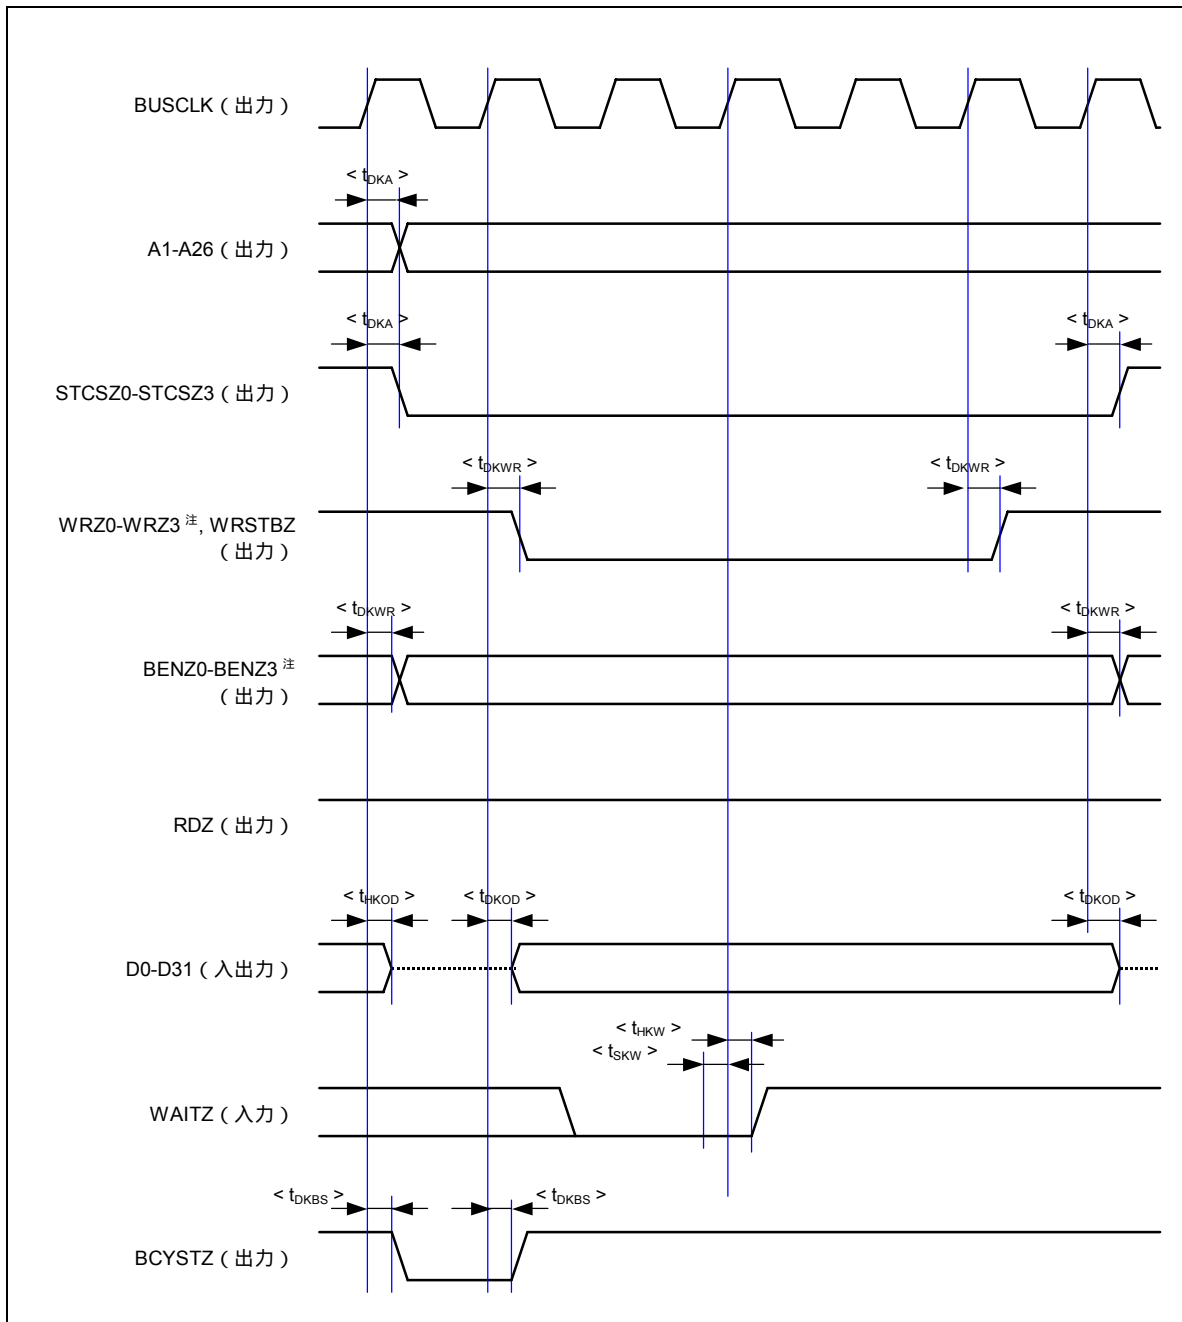 BUSCLK（出力）
< tDKA >
A1-A26（出力）
< tDKA >
< tDKA >
STCSZ0-STCSZ3（出力）
< tDKWR >
< tDKWR >
WRZ0-WRZ3 注, WRSTBZ
（出力）
< tDKWR >
< tDKWR >
BENZ0-BENZ3 注
（出力）
RDZ（出力）
< tHKOD >
< tDKOD >
< tDKOD >
D0-D31（入出力）
< tHKW >
< tSKW >
WAITZ（入力）
< tDKBS >
< tDKBS >
BCYSTZ（出力）